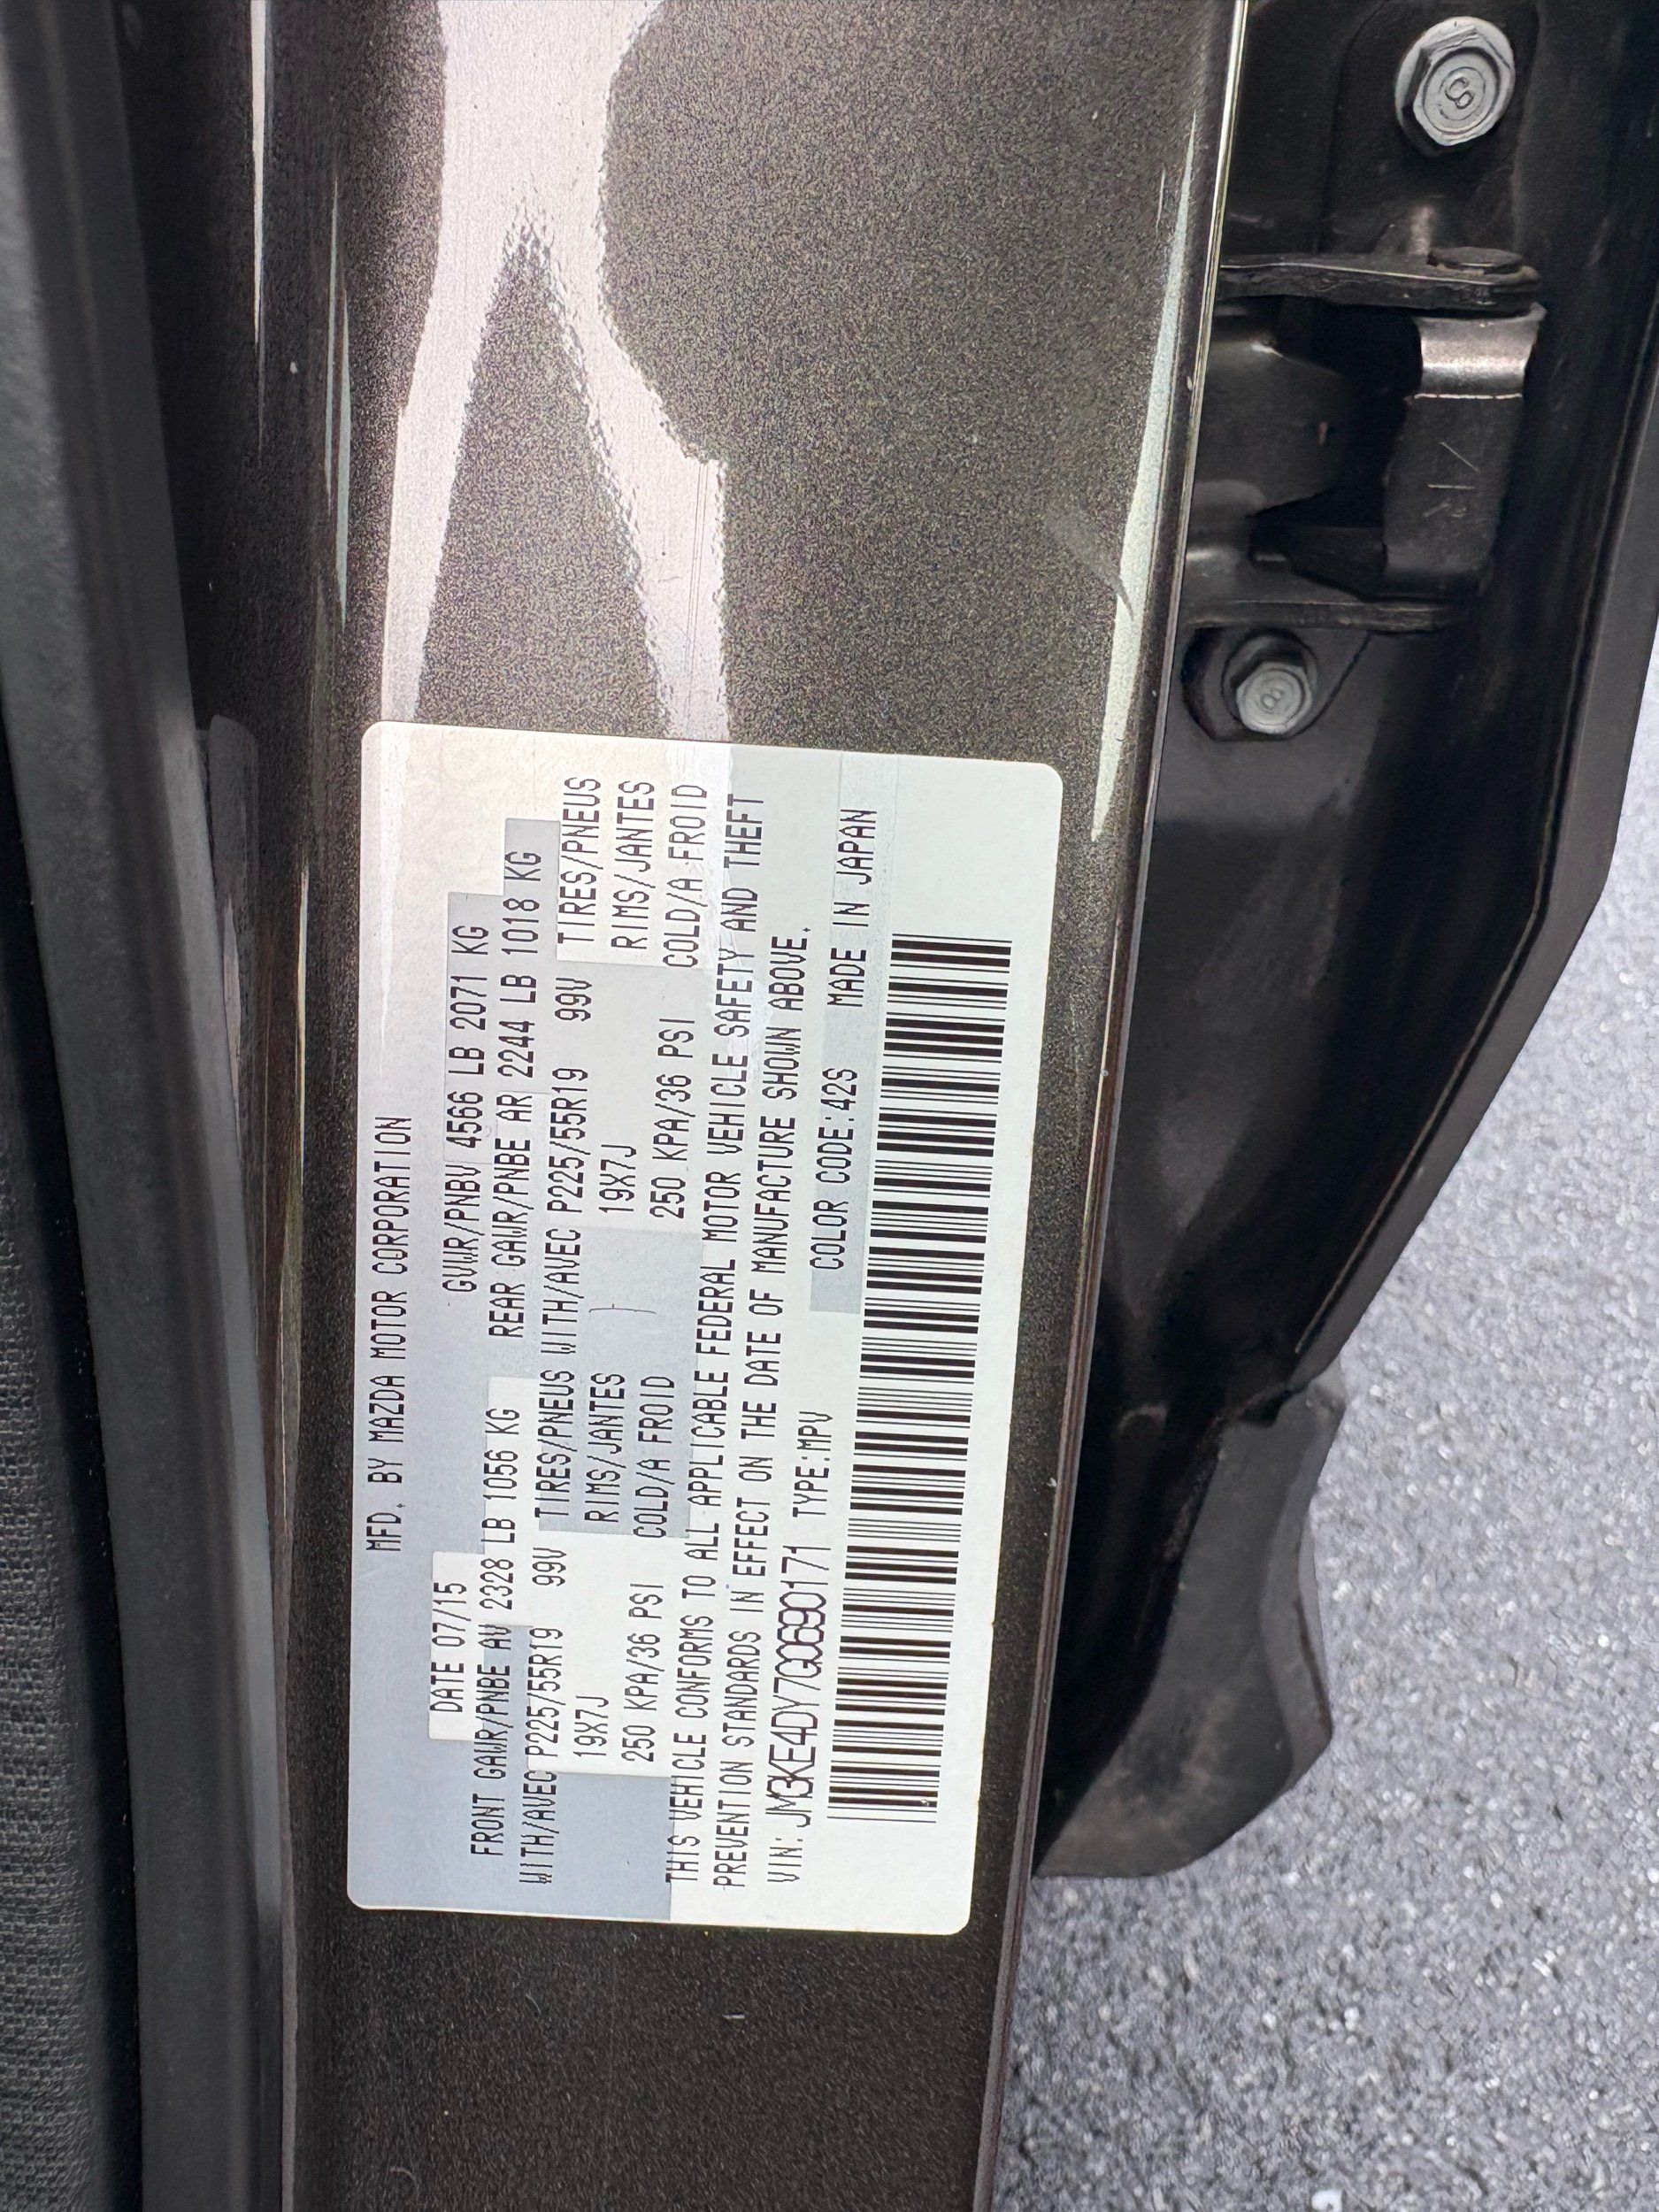 MFD. BY MAZDA MOTOR CORPORATION
DATE 07/15 GVWR/PNBV 4566 LB 2071 KG
FRONT GAWR/PNBE AV 2328 LB 1056 KG REAR GAWR/PNBE AR 2244 LB 1018 KG
WITH/AVEC P225/55R19 99V TIRES/PNEUS WITH/AVEC P225/55R19 99V TIRES/PNEUS
19X7J RIMS/JANTES 19X7J RIMS/JANTES
250 KPA/36 PSI COLD/A FROID 250 KPA/36 PSI COLD/A FROID
THIS VEHICLE CONFORMS TO ALL APPLICABLE FEDERAL MOTOR VEHICLE SAFETY AND THEFT
PREVENTION STANDARDS IN EFFECT ON THE DATE OF MANUFACTURE SHOWN ABOVE.
VIN: JM3KE4DY7G0690171 TYPE:MPV COLOR CODE:42S MADE IN JAPAN
8
8